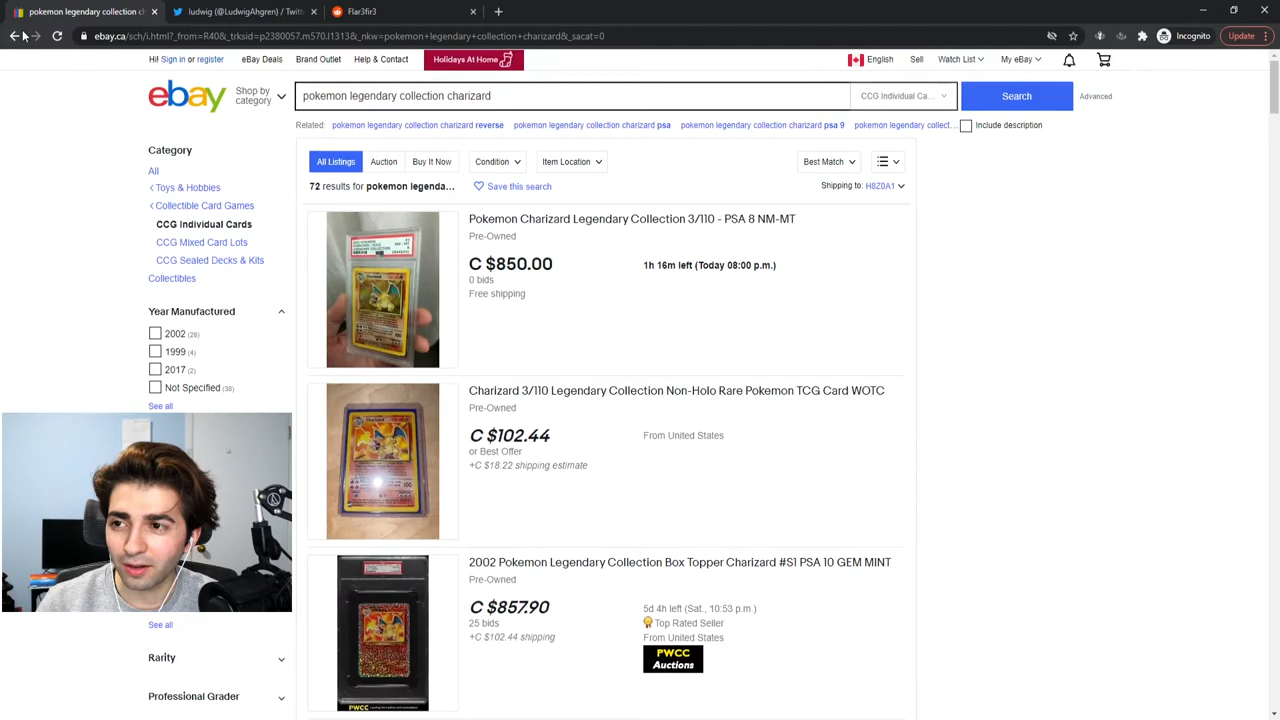 pokemon legendary collection ch
ludwig (@LudwigAhgren) / Twitte
Flar3fir3
ebay.ca/sch/i.html?_from=R40&_trksid=p2380057.m570.l1313&_nkw=pokemon+legendary+collection+charizard&_sacat=0
Incognito
Update
Hi! Sign in or register
eBay Deals
Brand Outlet
Help & Contact
Holidays At Home
English
Sell
Watch List
My eBay
ebay
Shop by
category
pokemon legendary collection charizard
CCG Individual Ca...
Search
Advanced
Related:
pokemon legendary collection charizard reverse
pokemon legendary collection charizard psa
pokemon legendary collection charizard psa 9
pokemon legendary collect...
Include description
Category
All
Toys & Hobbies
Collectible Card Games
CCG Individual Cards
CCG Mixed Card Lots
CCG Sealed Decks & Kits
Collectibles
Year Manufactured
2002 (28)
1999 (4)
2017 (2)
Not Specified (38)
See all
See all
Rarity
Professional Grader
All Listings
Auction
Buy It Now
Condition
Item Location
Best Match
72 results for pokemon legenda...
Save this search
Shipping to: H8Z0A1
Pokemon Charizard Legendary Collection 3/110 - PSA 8 NM-MT
Pre-Owned
C $850.00
1h 16m left (Today 08:00 p.m.)
0 bids
Free shipping
Charizard 3/110 Legendary Collection Non-Holo Rare Pokemon TCG Card WOTC
Pre-Owned
C $102.44
From United States
or Best Offer
+C $18.22 shipping estimate
2002 Pokemon Legendary Collection Box Topper Charizard #S1 PSA 10 GEM MINT
Pre-Owned
C $857.90
5d 4h left (Sat., 10:53 p.m.)
25 bids
Top Rated Seller
+C $102.44 shipping
From United States
PWCC
Auctions